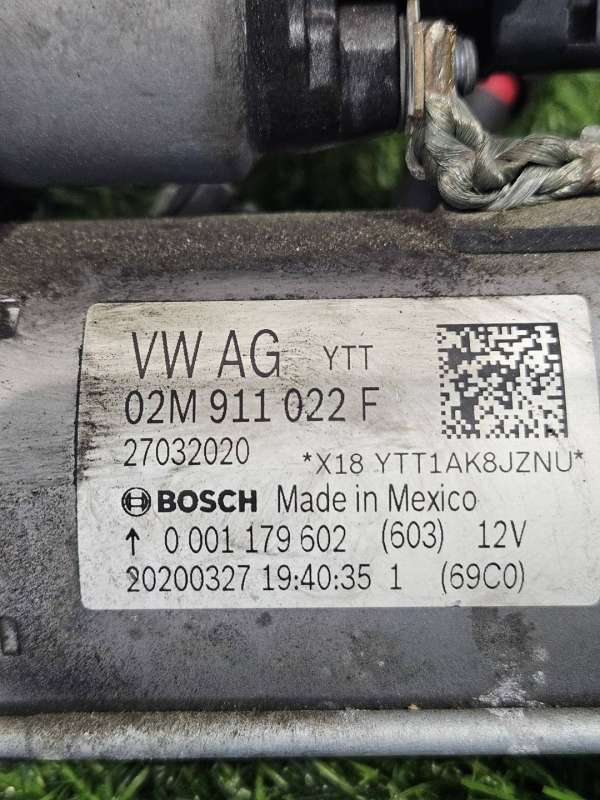 VW AG YTT
02M 911 022 F
27032020 *X18 YTT1AK8JZNU*
BOSCH Made in Mexico
↑ 0 001 179 602 (603) 12V
20200327 19:40:35 1 (69C0)